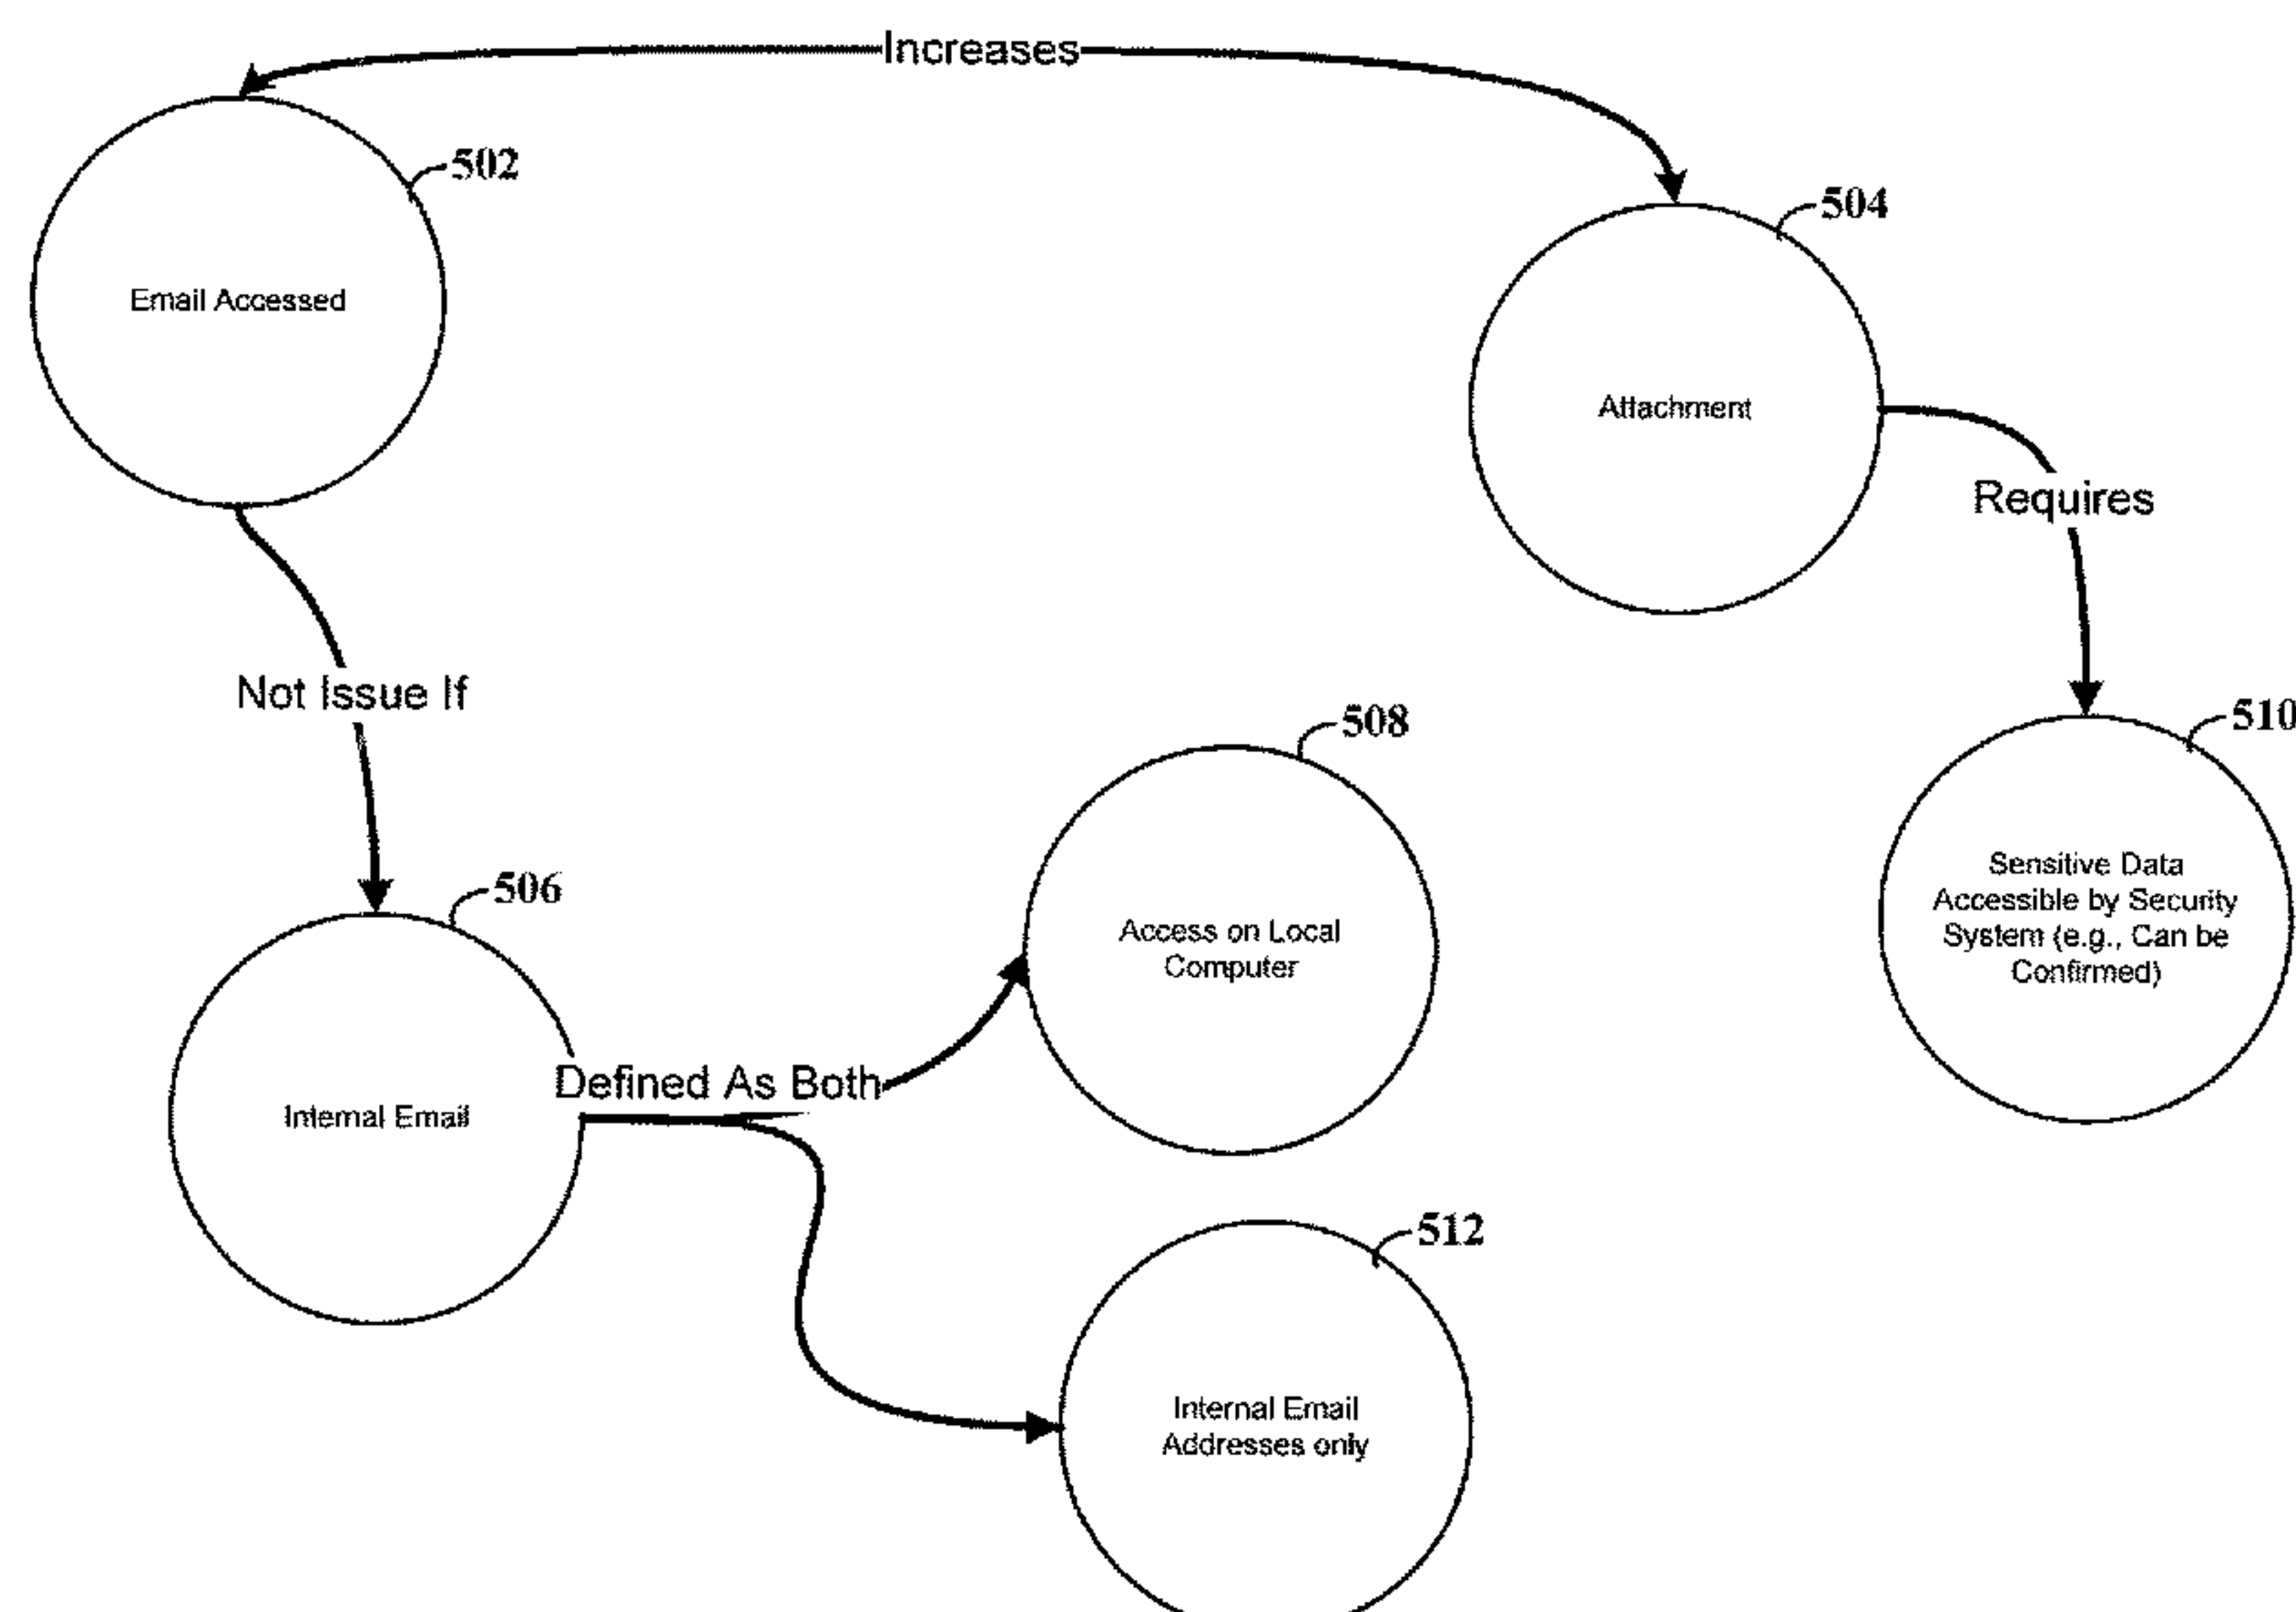 Increases
502
504
Email Accessed
Attachment
Requires
Not Issue If
508
510
506
Sensitive Data
Accessible by Security
System (e.g., Can be
Confirmed)
Access on Local
Computer
Defined As Both
Internal Email
512
Internal Email
Addresses only